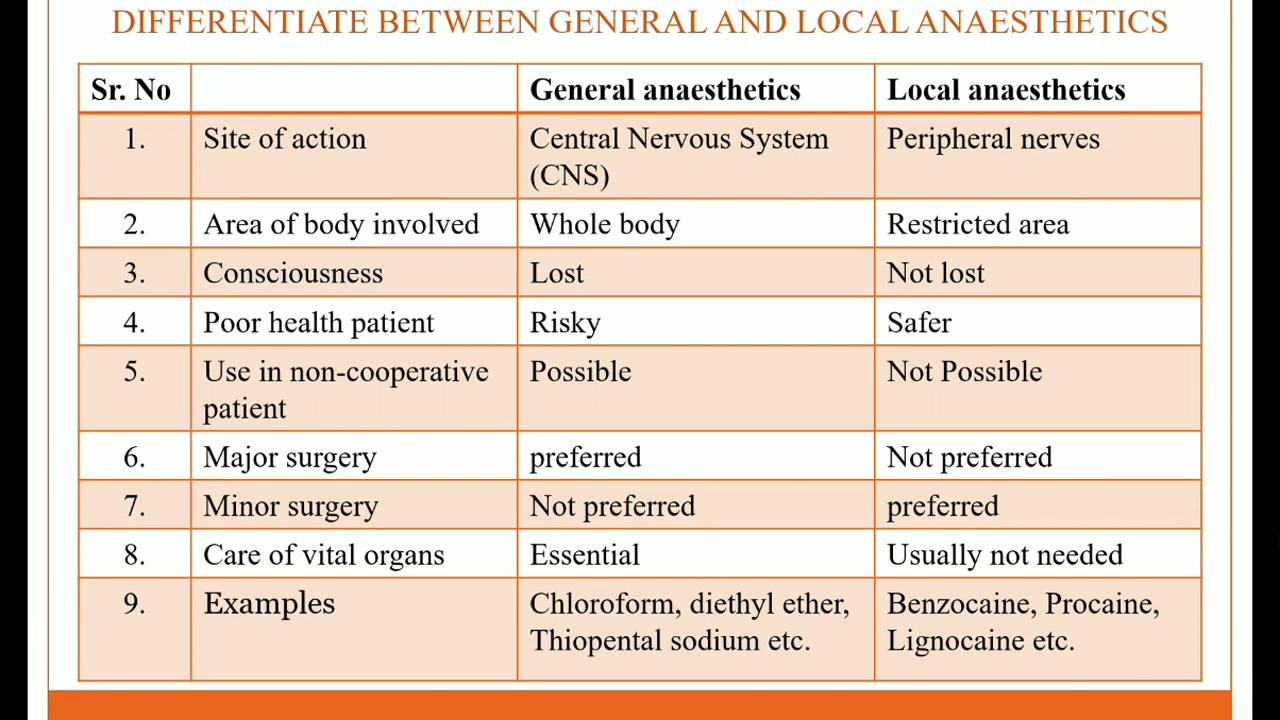 DIFFERENTIATE BETWEEN GENERAL AND LOCAL ANAESTHETICS
Sr. No General anaesthetics Local anaesthetics
1. Site of action Central Nervous System (CNS) Peripheral nerves
2. Area of body involved Whole body Restricted area
3. Consciousness Lost Not lost
4. Poor health patient Risky Safer
5. Use in non-cooperative patient Possible Not Possible
6. Major surgery preferred Not preferred
7. Minor surgery Not preferred preferred
8. Care of vital organs Essential Usually not needed
9. Examples Chloroform, diethyl ether, Thiopental sodium etc. Benzocaine, Procaine, Lignocaine etc.